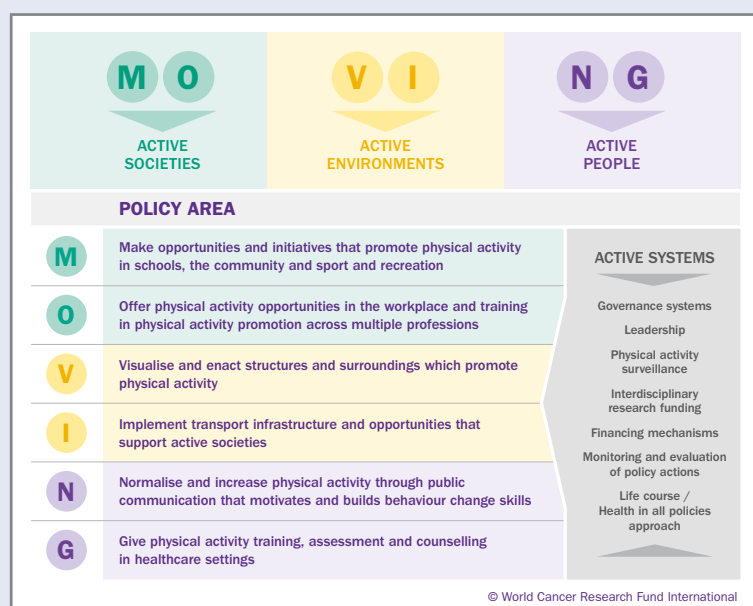 M O V I N G
ACTIVE
SOCIETIES
ACTIVE
ENVIRONMENTS
ACTIVE
PEOPLE
POLICY AREA
M
Make opportunities and initiatives that promote physical activity
in schools, the community and sport and recreation
O
Offer physical activity opportunities in the workplace and training
in physical activity promotion across multiple professions
V
Visualise and enact structures and surroundings which promote
physical activity
I
Implement transport infrastructure and opportunities that
support active societies
N
Normalise and increase physical activity through public
communication that motivates and builds behaviour change skills
G
Give physical activity training, assessment and counselling
in healthcare settings
ACTIVE SYSTEMS
Governance systems
Leadership
Physical activity
surveillance
Interdisciplinary
research funding
Financing mechanisms
Monitoring and evaluation
of policy actions
Life course /
Health in all policies
approach
© World Cancer Research Fund International